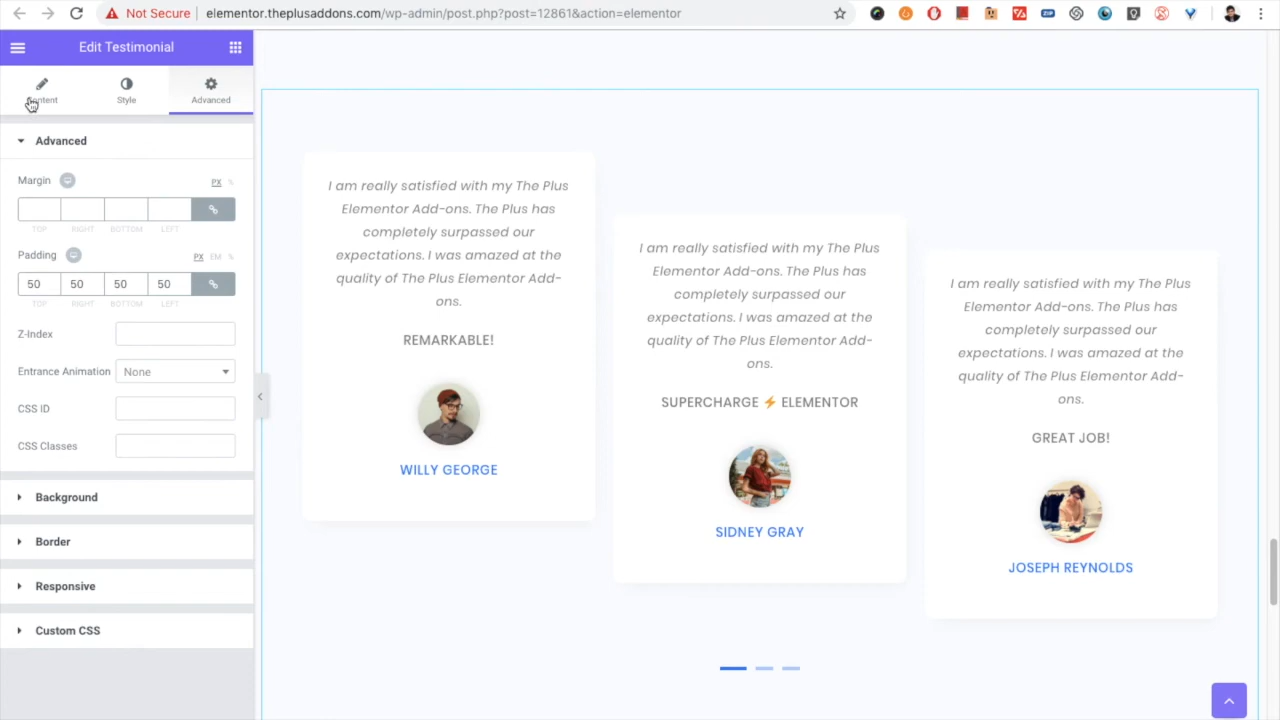 Not Secure
elementor.theplusaddons.com/wp-admin/post.php?post=12861&action=elementor
ZIP
Edit Testimonial
Content
Style
Advanced
Advanced
Margin
PX
%
TOP
RIGHT
BOTTOM
LEFT
Padding
PX
EM
%
50
50
50
50
TOP
RIGHT
BOTTOM
LEFT
Z-Index
Entrance Animation
None
CSS ID
CSS Classes
Background
Border
Responsive
Custom CSS
I am really satisfied with my The Plus
Elementor Add-ons. The Plus has
completely surpassed our
expectations. I was amazed at the
quality of The Plus Elementor Add-
ons.
REMARKABLE!
WILLY GEORGE
I am really satisfied with my The Plus
Elementor Add-ons. The Plus has
completely surpassed our
expectations. I was amazed at the
quality of The Plus Elementor Add-
ons.
SUPERCHARGE ⚡ ELEMENTOR
SIDNEY GRAY
I am really satisfied with my The Plus
Elementor Add-ons. The Plus has
completely surpassed our
expectations. I was amazed at the
quality of The Plus Elementor Add-
ons.
GREAT JOB!
JOSEPH REYNOLDS